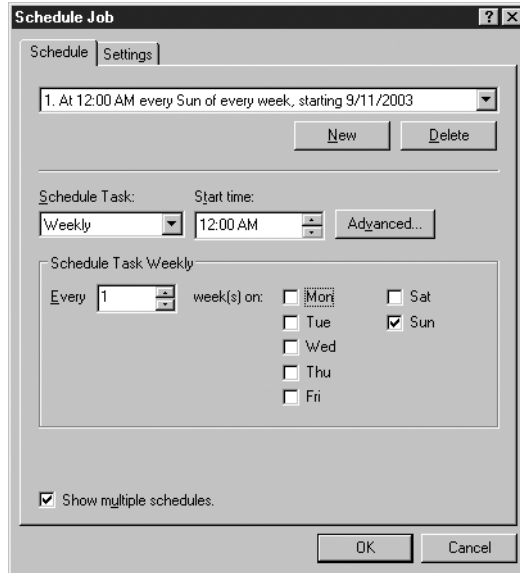 Schedule Job
Schedule Settings
1. At 12:00 AM every Sun of every week, starting 9/11/2003
New Delete
Schedule Task: Start time:
Weekly 12:00 AM Advanced...
Schedule Task Weekly
Every 1 week(s) on: Mon Sat
Tue Sun
Wed
Thu
Fri
Show multiple schedules.
OK Cancel